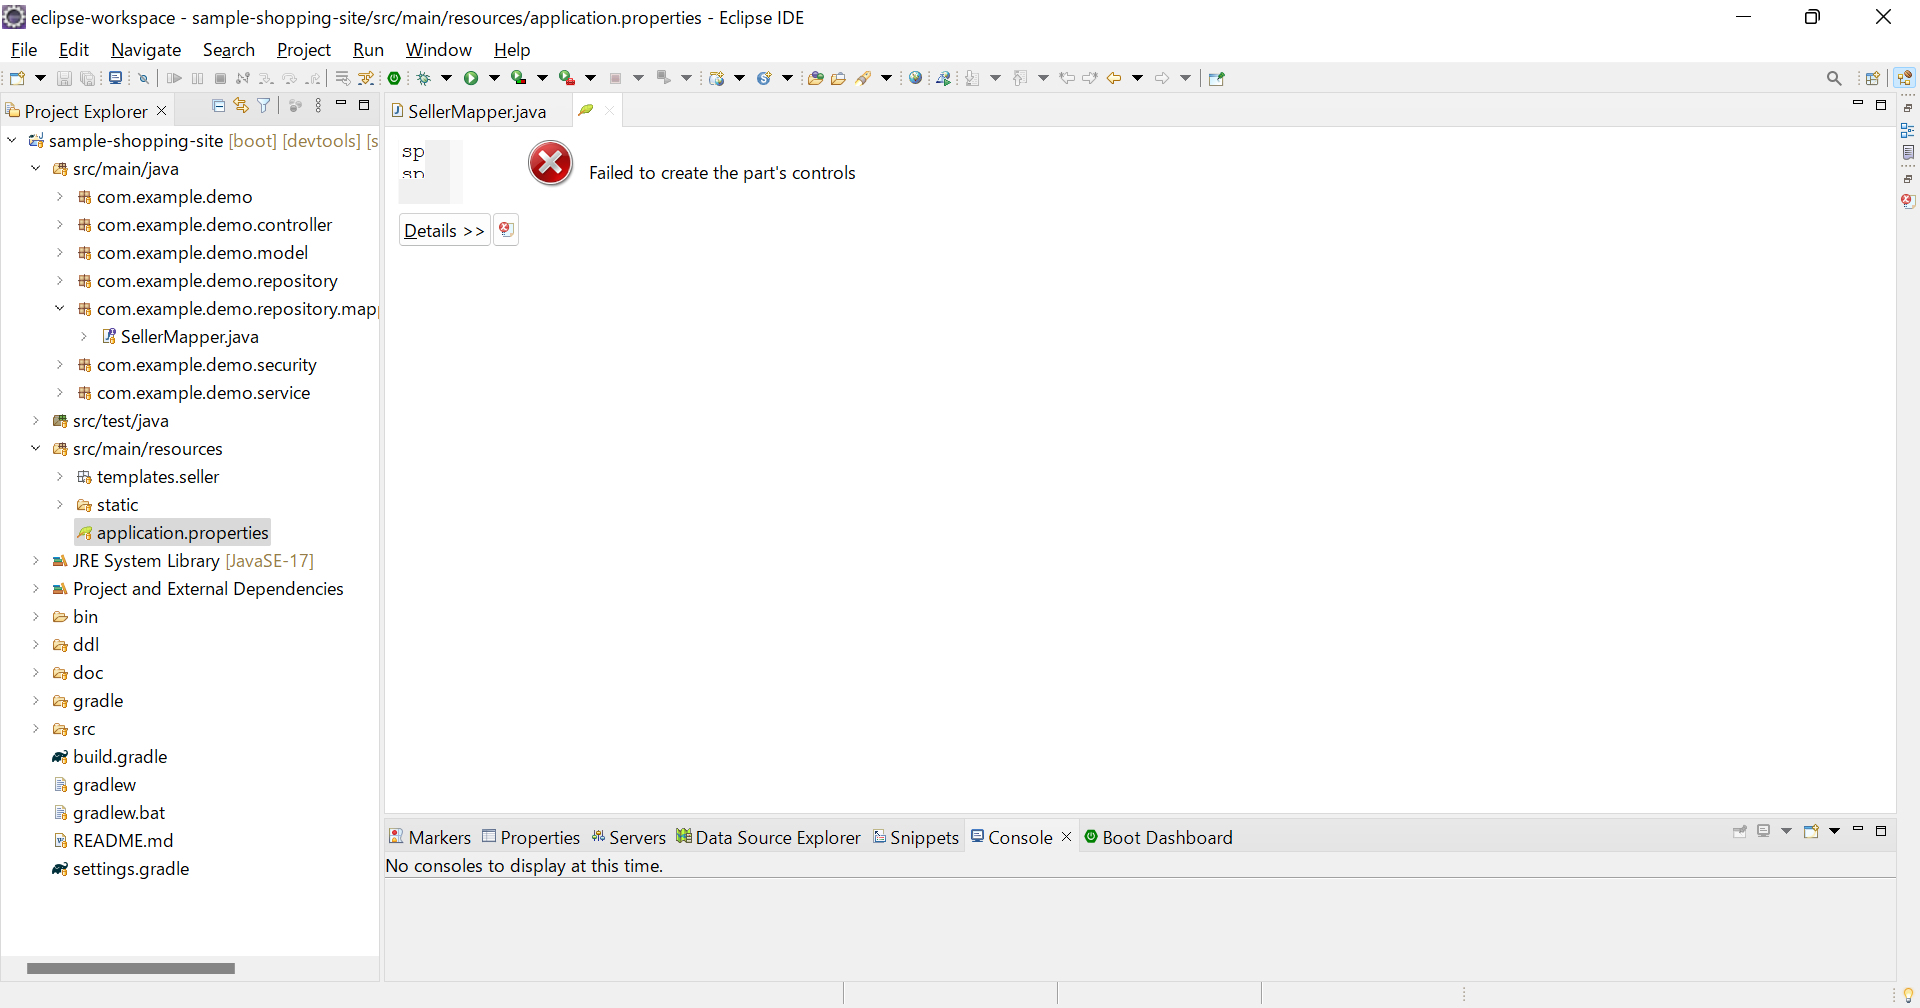 eclipse-workspace - sample-shopping-site/src/main/resources/application.properties - Eclipse IDE
File Edit Navigate Search Project Run Window Help
Project Explorer
sample-shopping-site [boot] [devtools] [s
src/main/java
com.example.demo
com.example.demo.controller
com.example.demo.model
com.example.demo.repository
com.example.demo.repository.map
SellerMapper.java
com.example.demo.security
com.example.demo.service
src/test/java
src/main/resources
templates.seller
static
application.properties
JRE System Library [JavaSE-17]
Project and External Dependencies
bin
ddl
doc
gradle
src
build.gradle
gradlew
gradlew.bat
README.md
settings.gradle
SellerMapper.java
sp
sp
Failed to create the part's controls
Details >>
Markers Properties Servers Data Source Explorer Snippets Console Boot Dashboard
No consoles to display at this time.